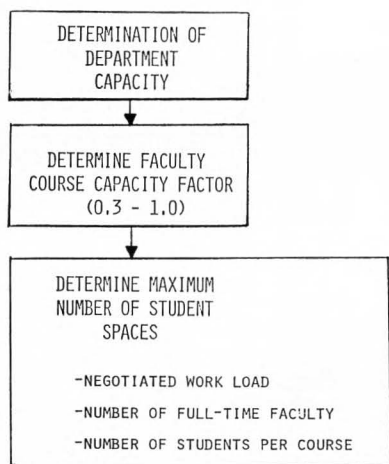 DETERMINATION OF
DEPARTMENT
CAPACITY
DETERMINE FACULTY
COURSE CAPACITY FACTOR
(0.3 - 1.0)
DETERMINE MAXIMUM
NUMBER OF STUDENT
SPACES
-NEGOTIATED WORK LOAD
-NUMBER OF FULL-TIME FACULTY
-NUMBER OF STUDENTS PER COURSE